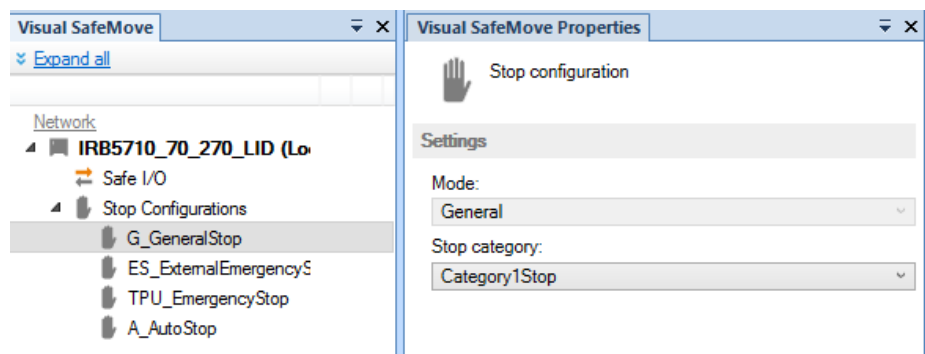 Visual SafeMove
Expand all
Network
IRB5710_70_270_LID (Lo
Safe I/O
Stop Configurations
G_GeneralStop
ES_ExternalEmergencyS
TPU_EmergencyStop
A_AutoStop
Visual SafeMove Properties
Stop configuration
Settings
Mode:
General
Stop category:
Category1Stop